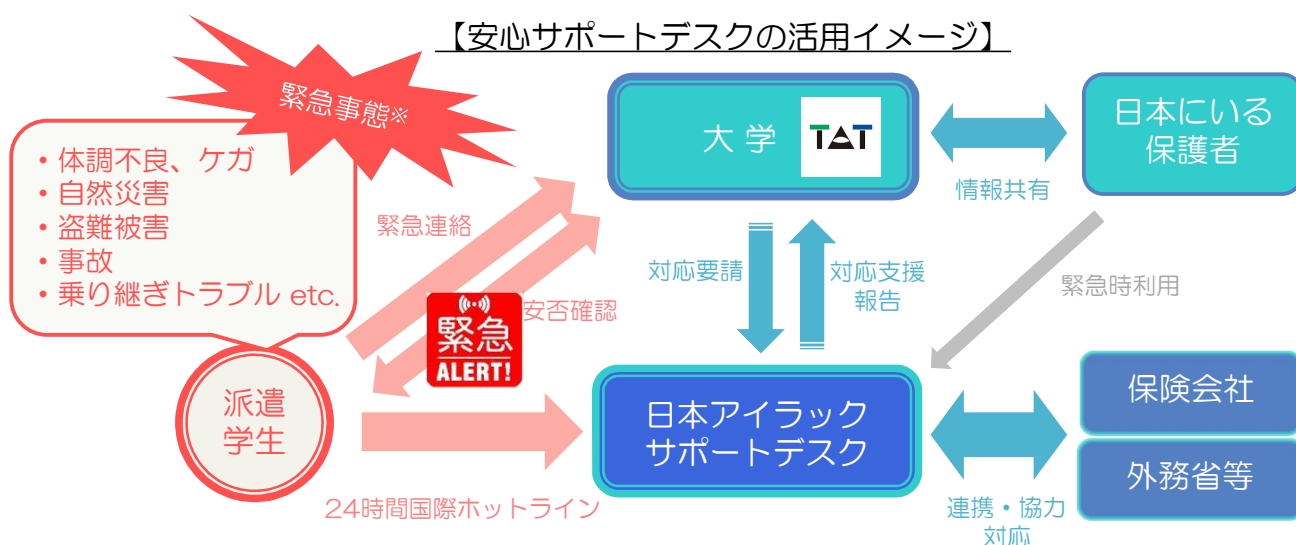 【安心サポートデスクの活用イメージ】
緊急事態※
・体調不良、ケガ
・自然災害
・盗難被害
・事故
・乗り継ぎトラブル etc.
派遣
学生
緊急連絡
安否確認
緊急
ALERT!
24時間国際ホットライン
大 学
TAT
情報共有
日本にいる
保護者
対応要請
対応支援
報告
緊急時利用
日本アイラック
サポートデスク
連携・協力
対応
保険会社
外務省等